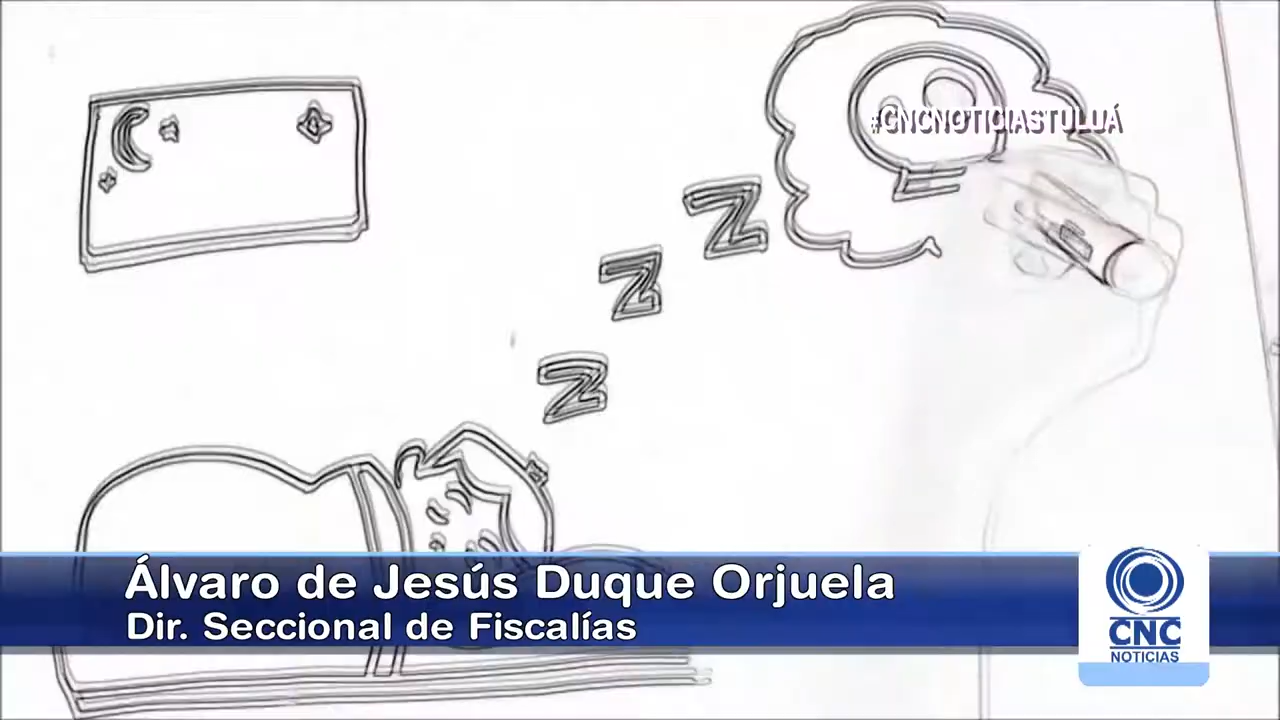 #CNCNOTICIASTULUÁ
Z
Z
Z
Álvaro de Jesús Duque Orjuela
Dir. Seccional de Fiscalías
CNC
NOTICIAS